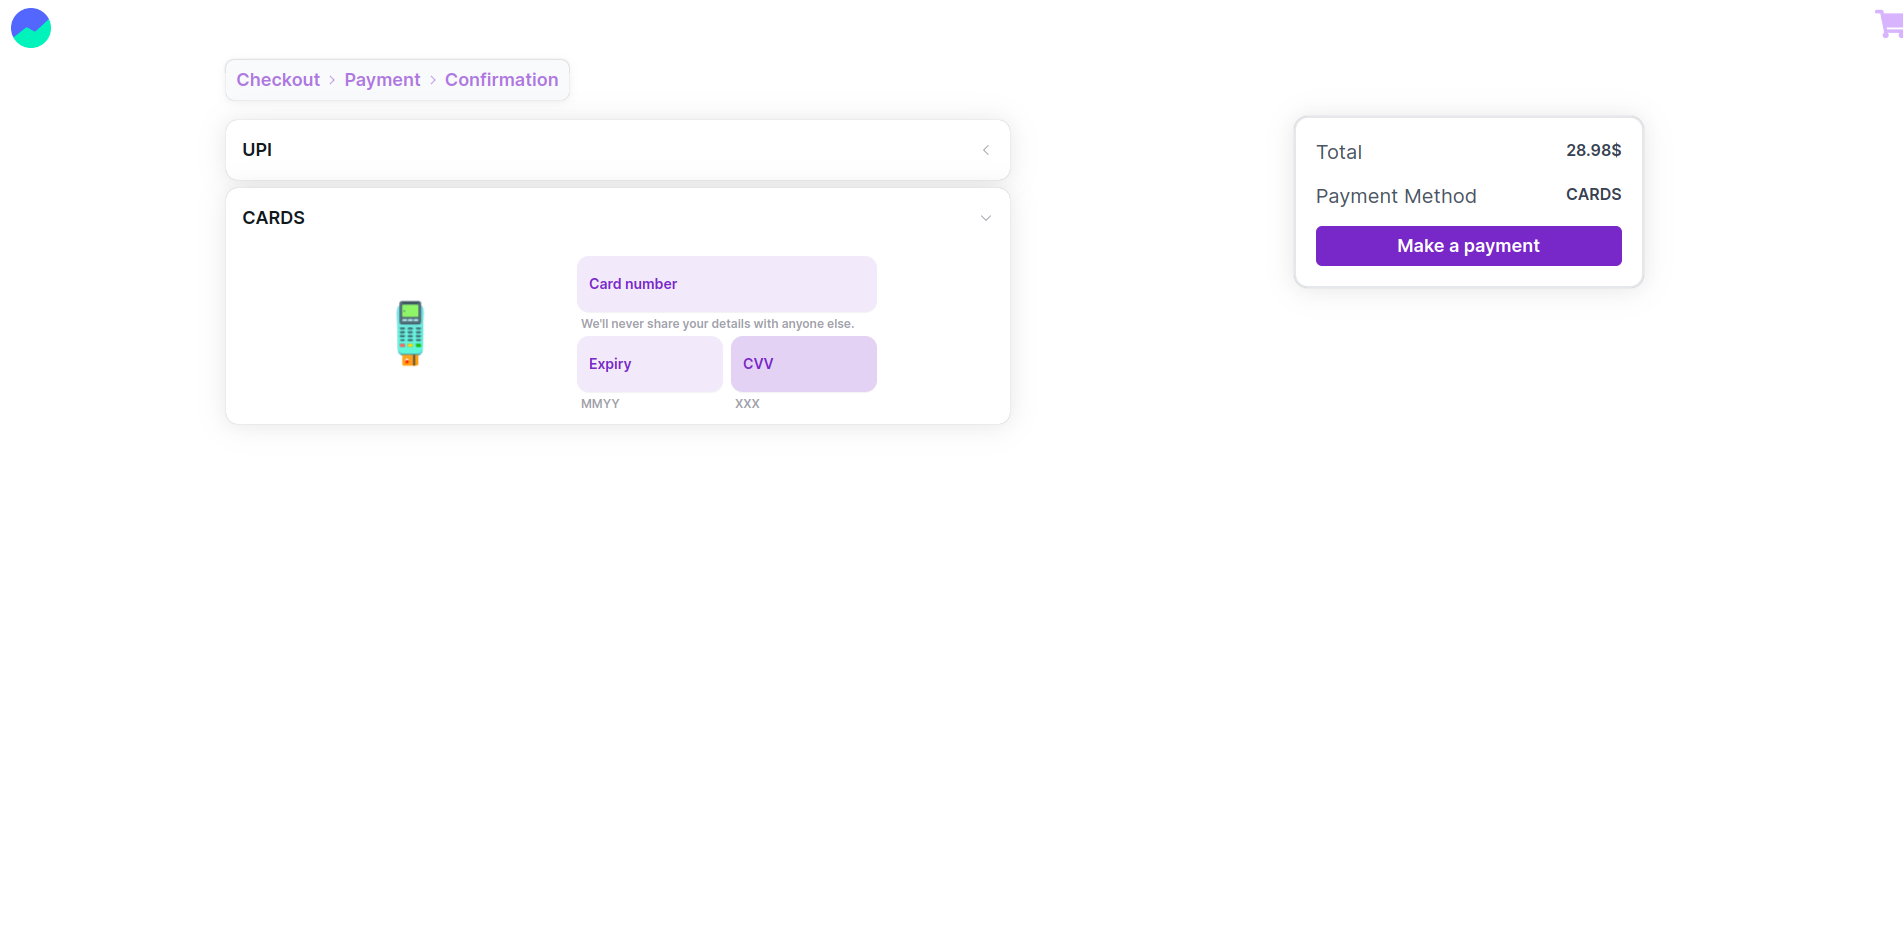 Checkout > Payment > Confirmation
UPI
CARDS
Card number
We'll never share your details with anyone else.
Expiry
CVV
MMYY
XXX
Total 28.98$
Payment Method CARDS
Make a payment